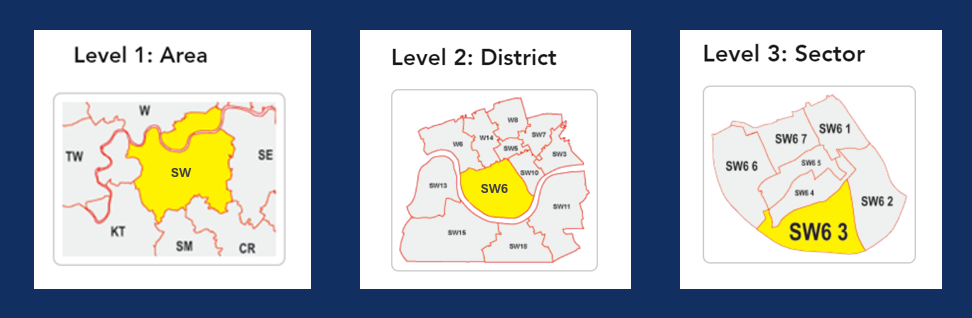 Level 1: Area
W
TW
SE
SW
KT
SM
CR
Level 2: District
W8
W14
SW7
W6
SW5
SW3
SW10
SW13
SW6
SW11
SW15
SW18
Level 3: Sector
SW6 1
SW6 7
SW6 6
SW6 5
SW6 4
SW6 2
SW6 3